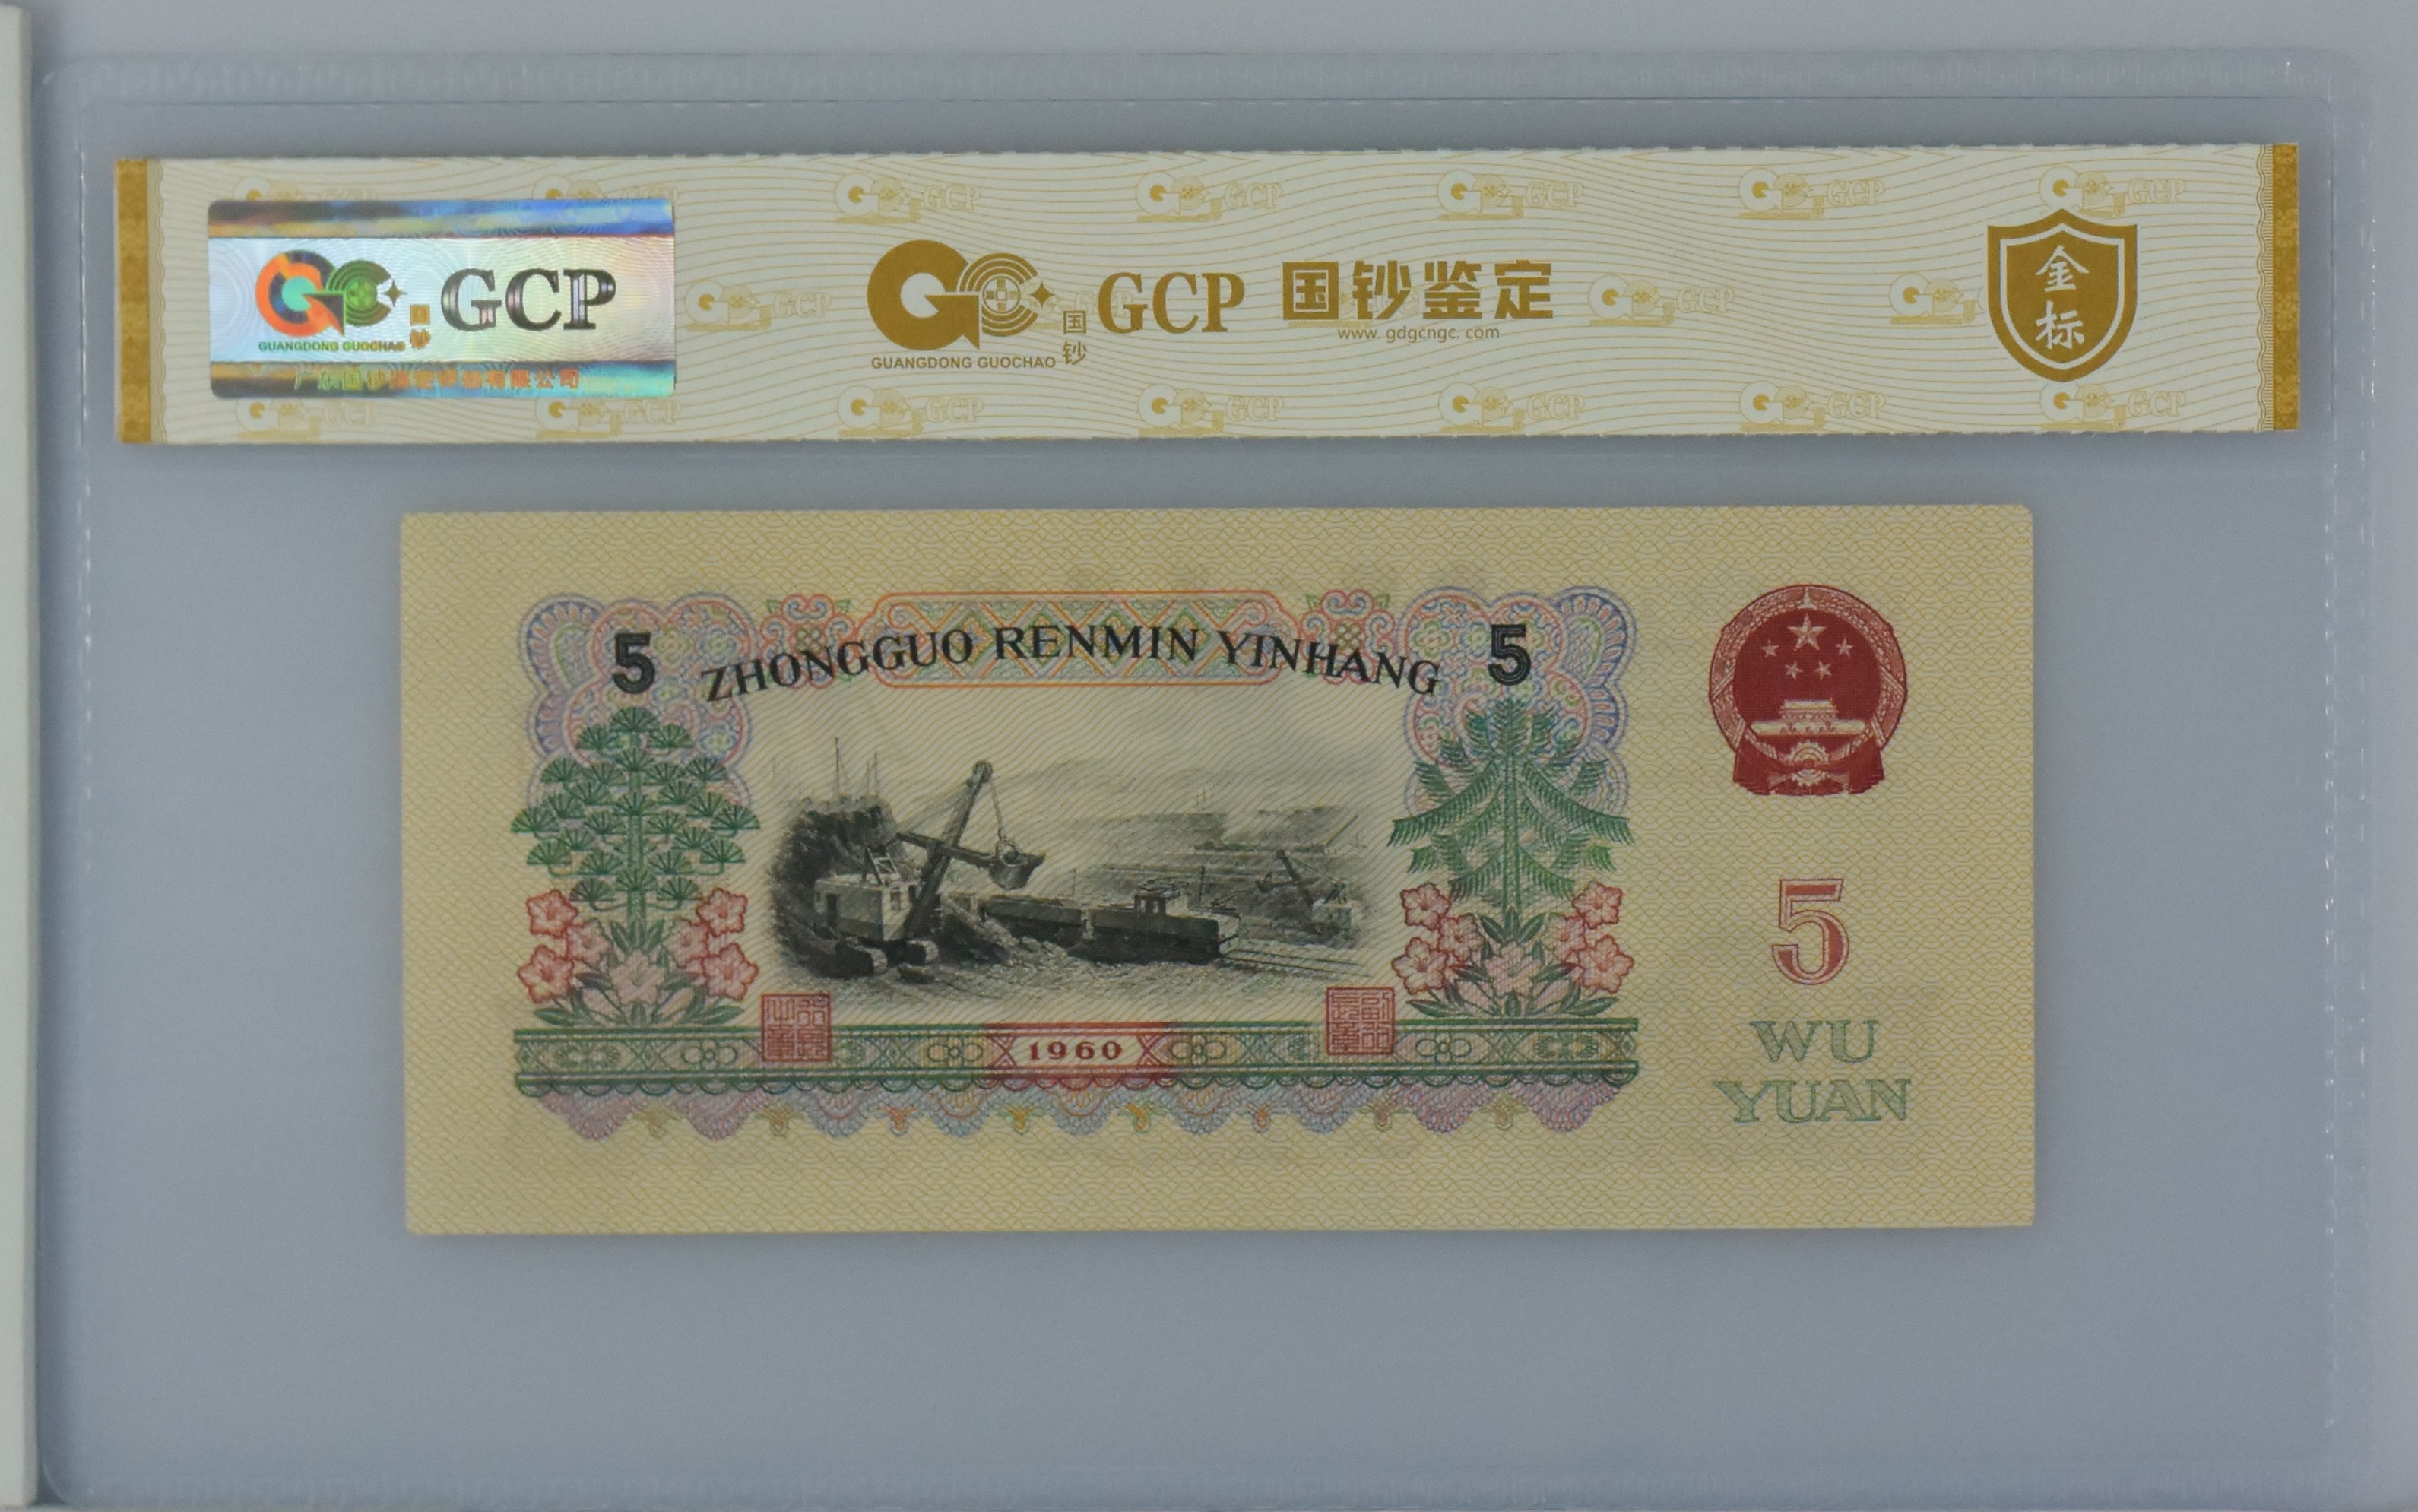 GCP
国钞
GUANGDONG GUOCHAO
GCP 国钞鉴定
国钞
www. gdgcngc. com
GUANGDONG GUOCHAO
金标
5 ZHONGGUO RENMIN YINHANG 5
5
WU
YUAN
1960